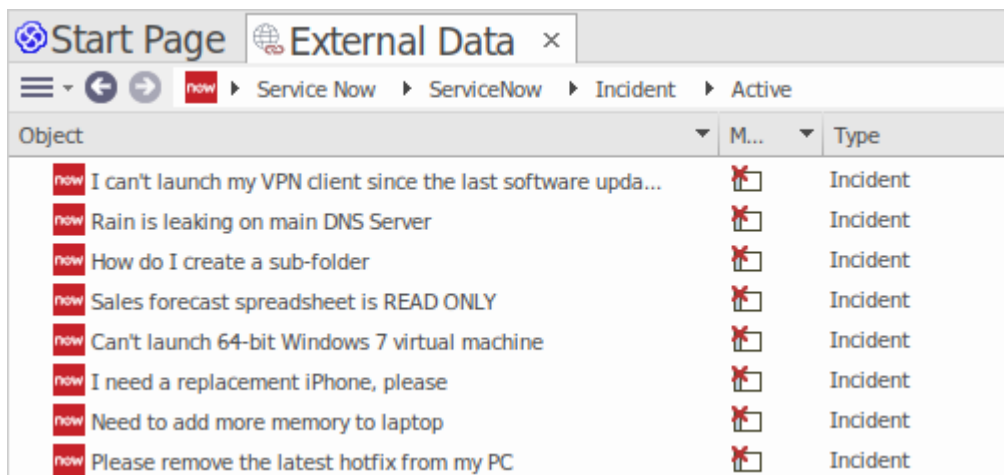 Start Page External Data ×
now Service Now ServiceNow Incident Active
Object M... Type
now I can't launch my VPN client since the last software upda... Incident
now Rain is leaking on main DNS Server Incident
now How do I create a sub-folder Incident
now Sales forecast spreadsheet is READ ONLY Incident
now Can't launch 64-bit Windows 7 virtual machine Incident
now I need a replacement iPhone, please Incident
now Need to add more memory to laptop Incident
now Please remove the latest hotfix from my PC Incident